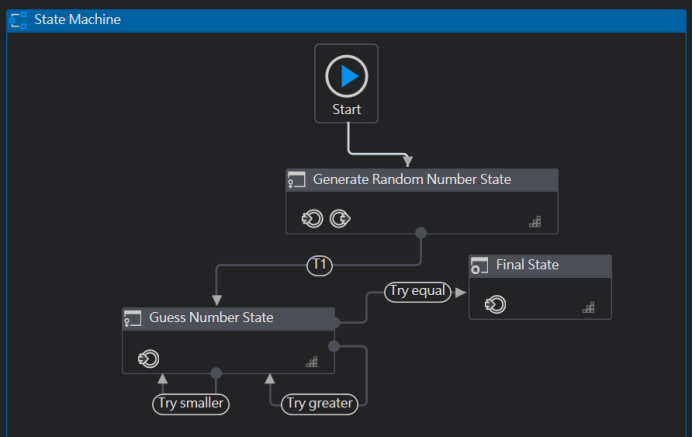 State Machine
Start
Generate Random Number State
T1
Final State
Try equal
Guess Number State
Try smaller
Try greater